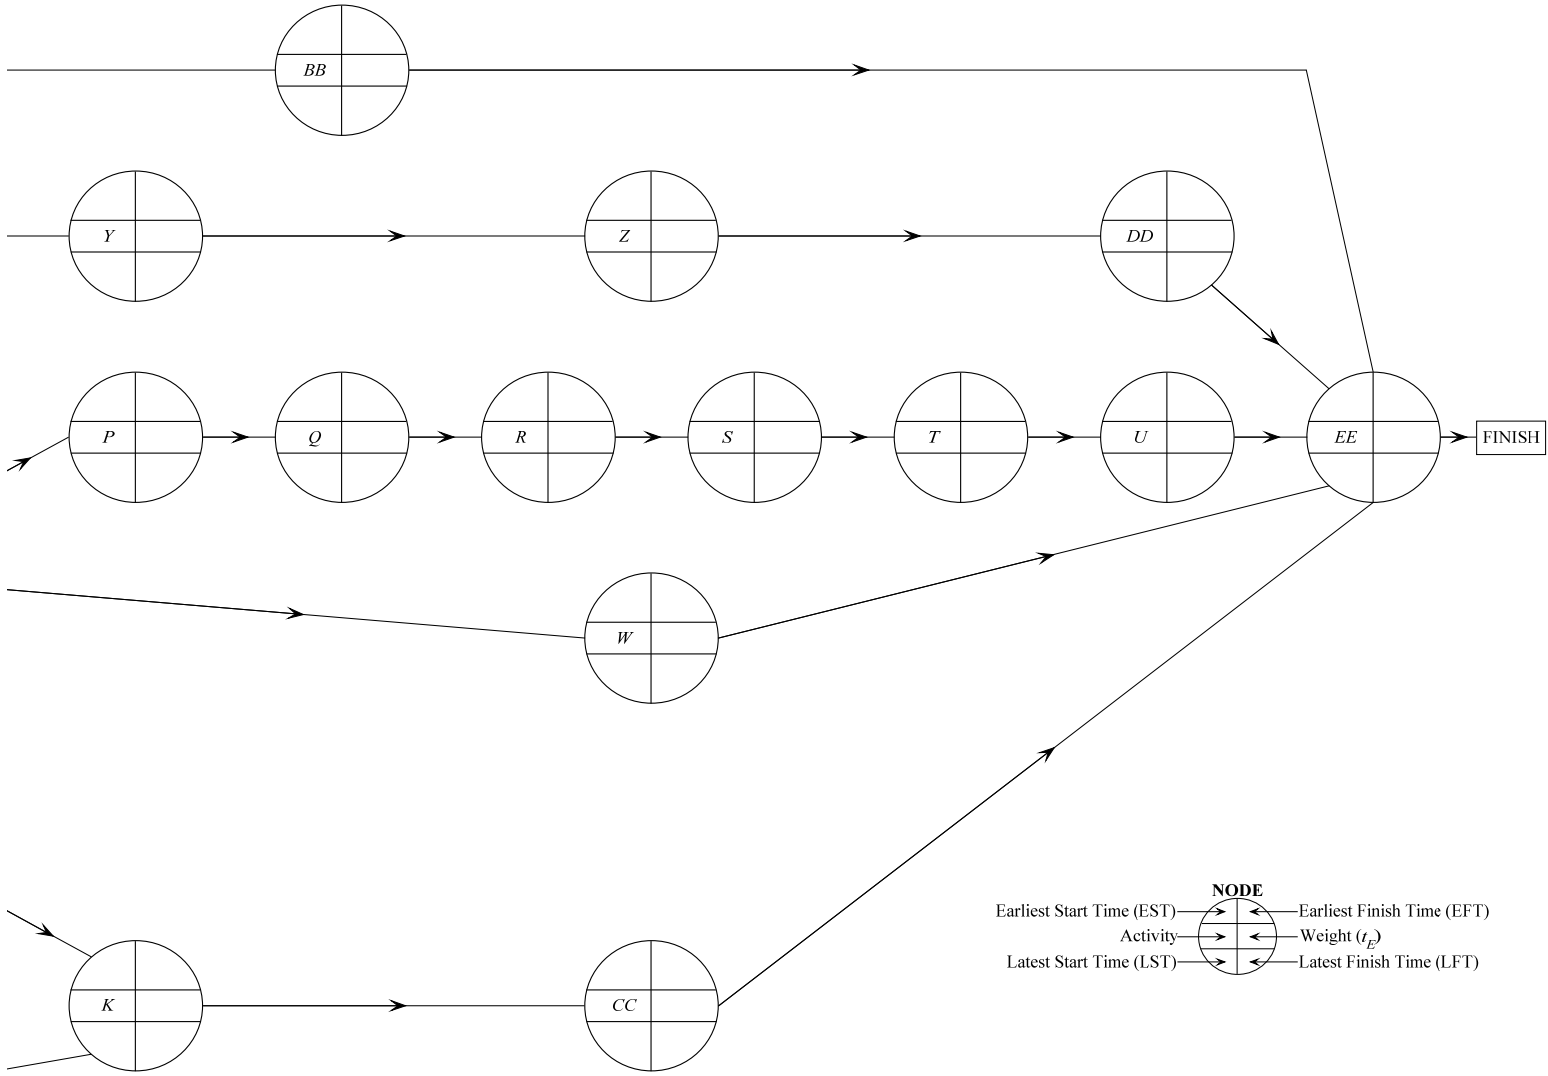 BB
Y
Z
DD
P
Q
R
S
T
U
EE
FINISH
W
NODE
Earliest Start Time (EST)
Earliest Finish Time (EFT)
Activity
Weight (tE)
Latest Start Time (LST)
Latest Finish Time (LFT)
K
CC